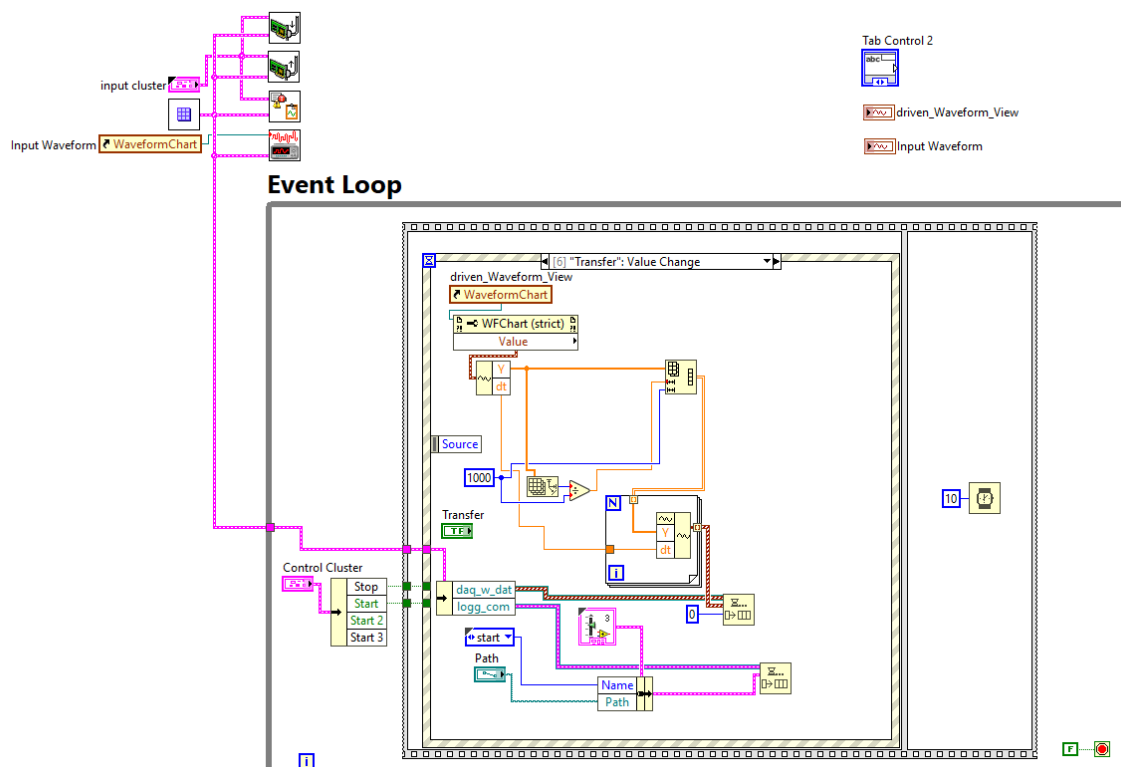 Tab Control 2
abc
input cluster
driven_Waveform_View
Input Waveform
WaveformChart
Input Waveform
Event Loop
[6] "Transfer": Value Change
driven_Waveform_View
WaveformChart
WFChart (strict)
Value
Y
dt
Source
1000
N
10
Transfer
TF
Y
dt
i
Control Cluster
Stop
Start
Start 2
Start 3
daq_w_dat
logg_com
0
3
start
Path
Name
Path
F
i